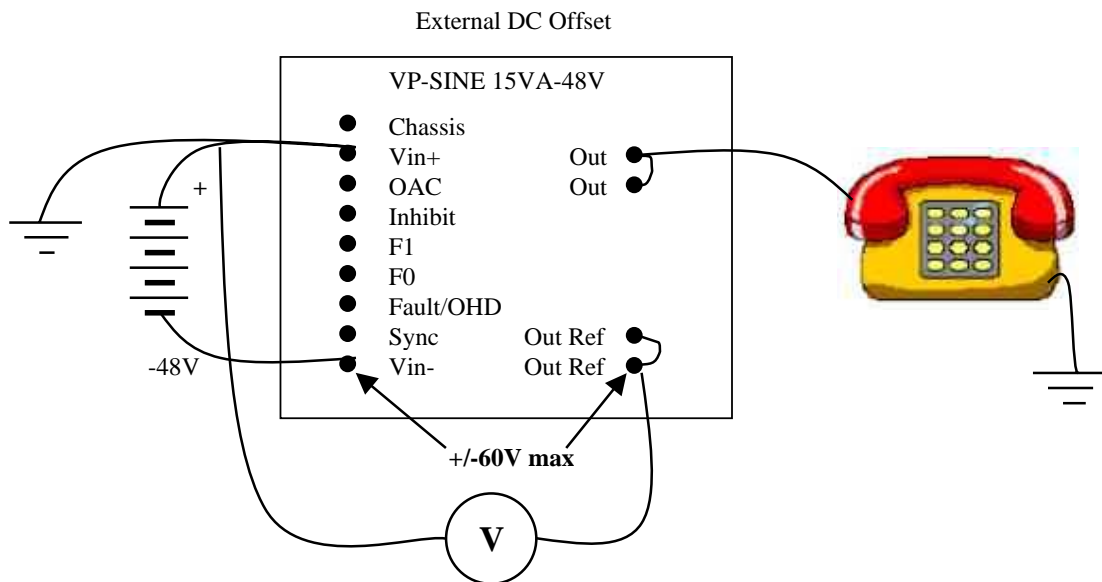 External DC Offset
VP-SINE 15VA-48V
Chassis
Vin+
OAC
Inhibit
F1
F0
Fault/OHD
Sync
Vin-
Out
Out
Out Ref
Out Ref
+
-48V
+/-60V max
V